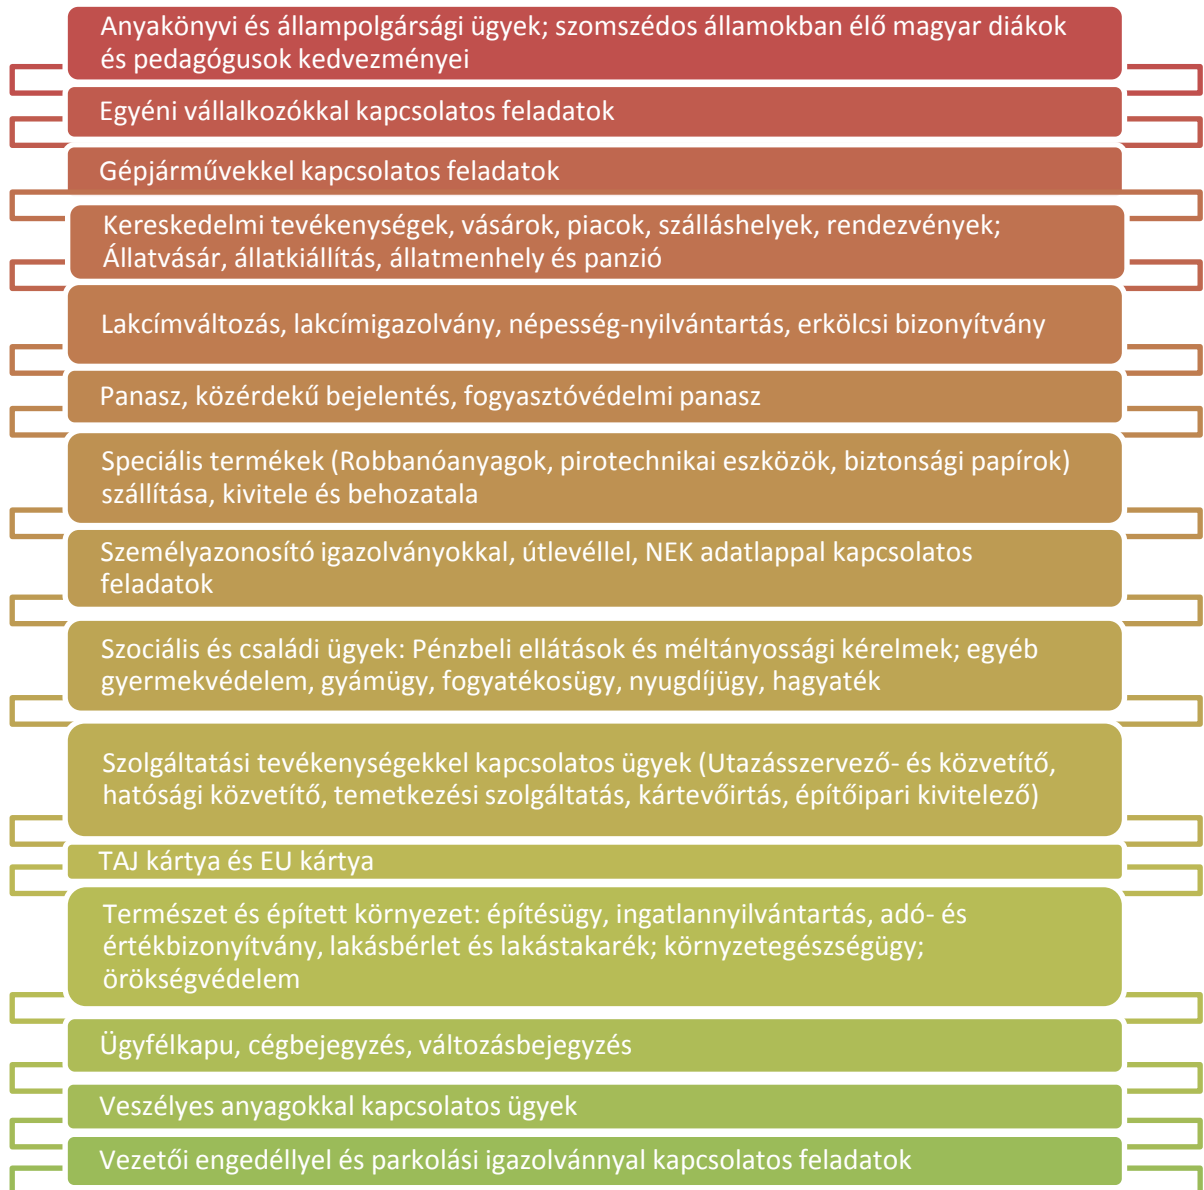 Anyakönyvi és állampolgársági ügyek; szomszédos államokban élő magyar diákok
és pedagógusok kedvezményei
Egyéni vállalkozókkal kapcsolatos feladatok
Gépjárművekkel kapcsolatos feladatok
Kereskedelmi tevékenységek, vásárok, piacok, szálláshelyek, rendezvények;
Állatvásár, állatkiállítás, állatmenhely és panzió
Lakcímváltozás, lakcímigazolvány, népesség-nyilvántartás, erkölcsi bizonyítvány
Panasz, közérdekű bejelentés, fogyasztóvédelmi panasz
Speciális termékek (Robbanóanyagok, pirotechnikai eszközök, biztonsági papírok)
szállítása, kivitele és behozatala
Személyazonosító igazolványokkal, útlevéllel, NEK adatlappal kapcsolatos
feladatok
Szociális és családi ügyek: Pénzbeli ellátások és méltányossági kérelmek; egyéb
gyermekvédelem, gyámügy, fogyatékosügy, nyugdíjügy, hagyaték
Szolgáltatási tevékenységekkel kapcsolatos ügyek (Utazásszervező- és közvetítő,
hatósági közvetítő, temetkezési szolgáltatás, kártevőirtás, építőipari kivitelező)
TAJ kártya és EU kártya
Természet és épített környezet: építésügy, ingatlannyilvántartás, adó- és
értékbizonyítvány, lakásbérlet és lakástakarék; környzetegészségügy;
örökségvédelem
Ügyfélkapu, cégbejegyzés, változásbejegyzés
Veszélyes anyagokkal kapcsolatos ügyek
Vezetői engedéllyel és parkolási igazolvánnyal kapcsolatos feladatok